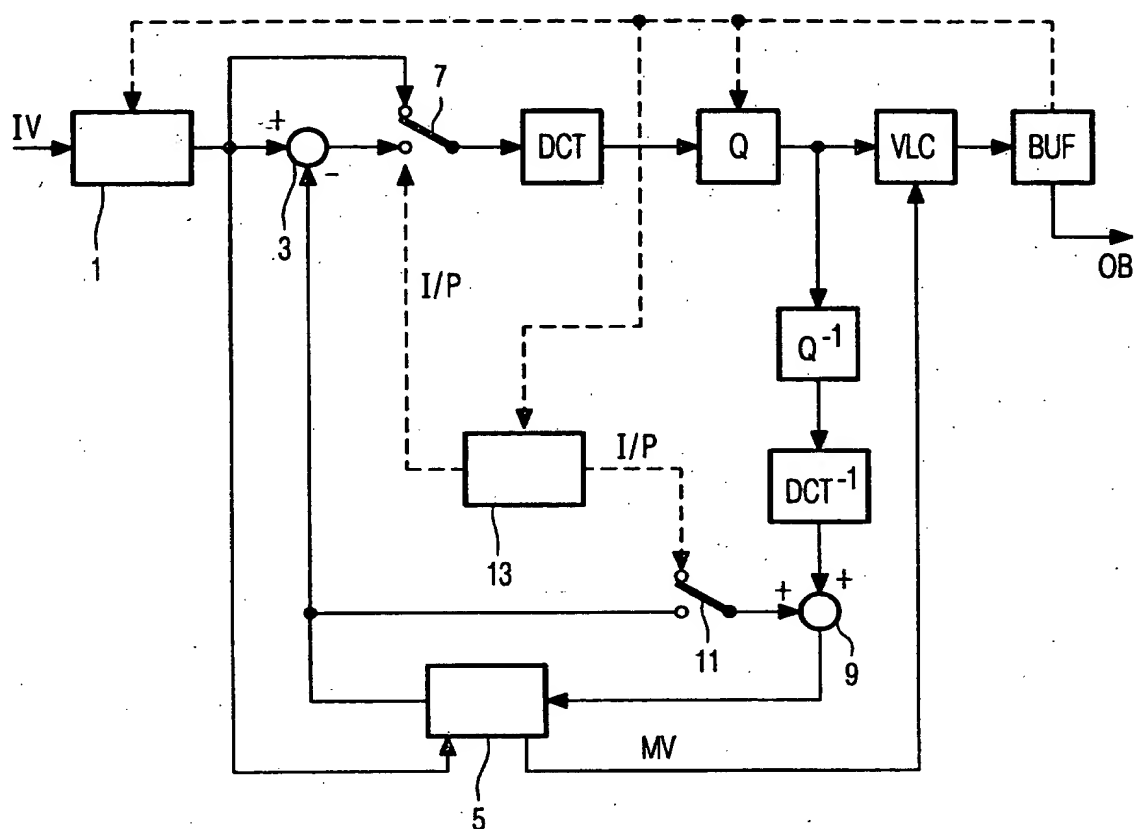 7
IV
+
DCT
Q
VLC
BUF
-
3
1
OB
I/P
Q-1
I/P
DCT-1
13
+
+
11
9
MV
5